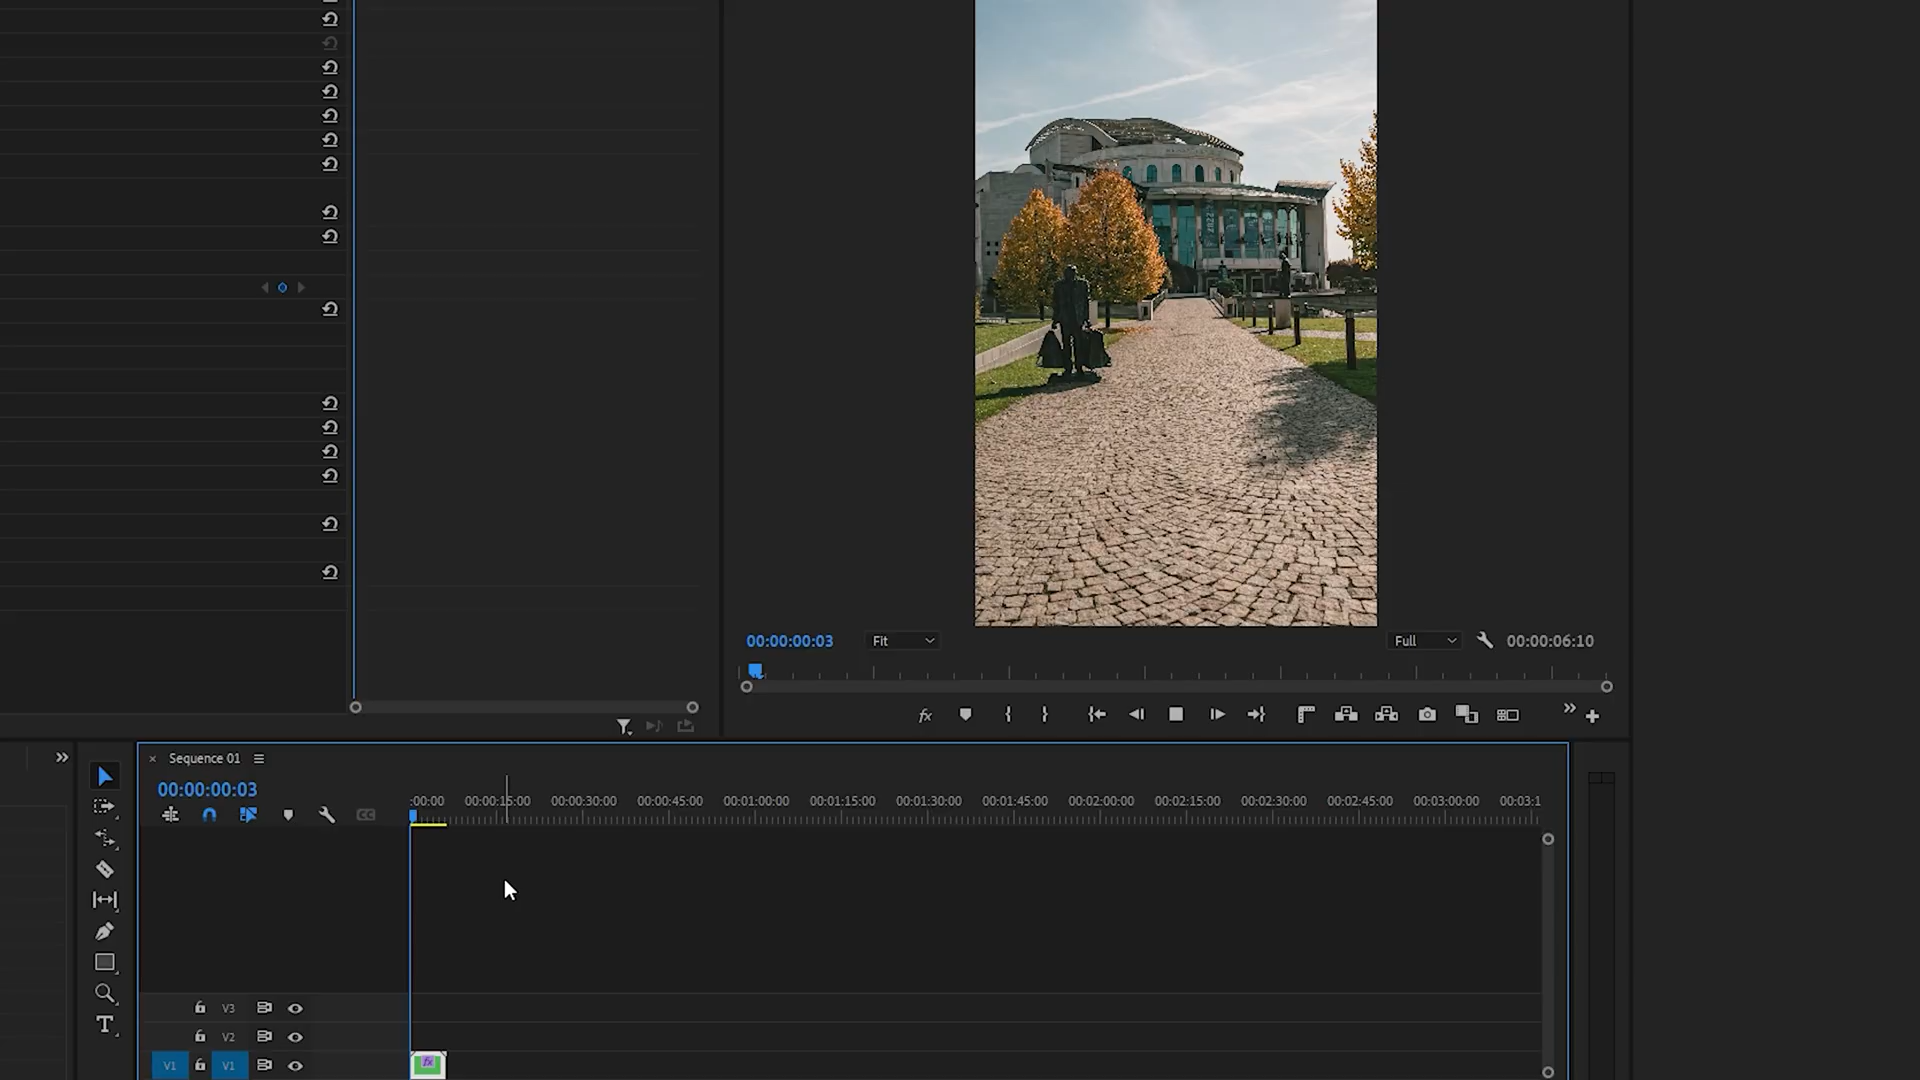 00:00:00:03
Fit
Full
00:00:06:10
fx
Sequence 01
00:00:00:03
:00:00
00:00:15:00
00:00:30:00
00:00:45:00
00:01:00:00
00:01:15:00
00:01:30:00
00:01:45:00
00:02:00:00
00:02:15:00
00:02:30:00
00:02:45:00
00:03:00:00
00:03:1
CC
V3
V2
V1
V1
fx